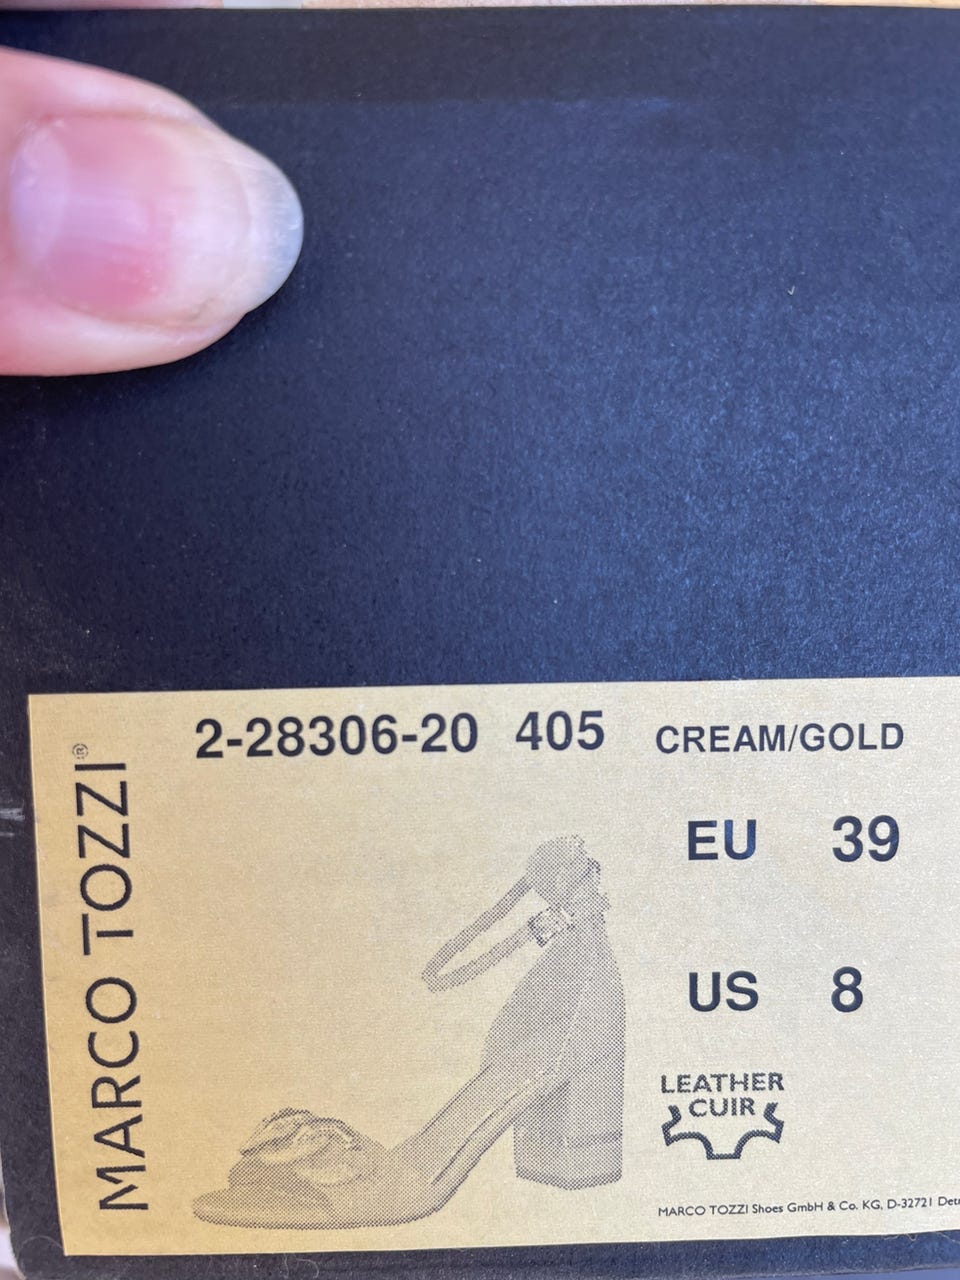 MARCO TOZZI®
2-28306-20 405 CREAM/GOLD
EU 39
US 8
LEATHER
CUIR
MARCO TOZZI Shoes GmbH & Co. KG, D-32721